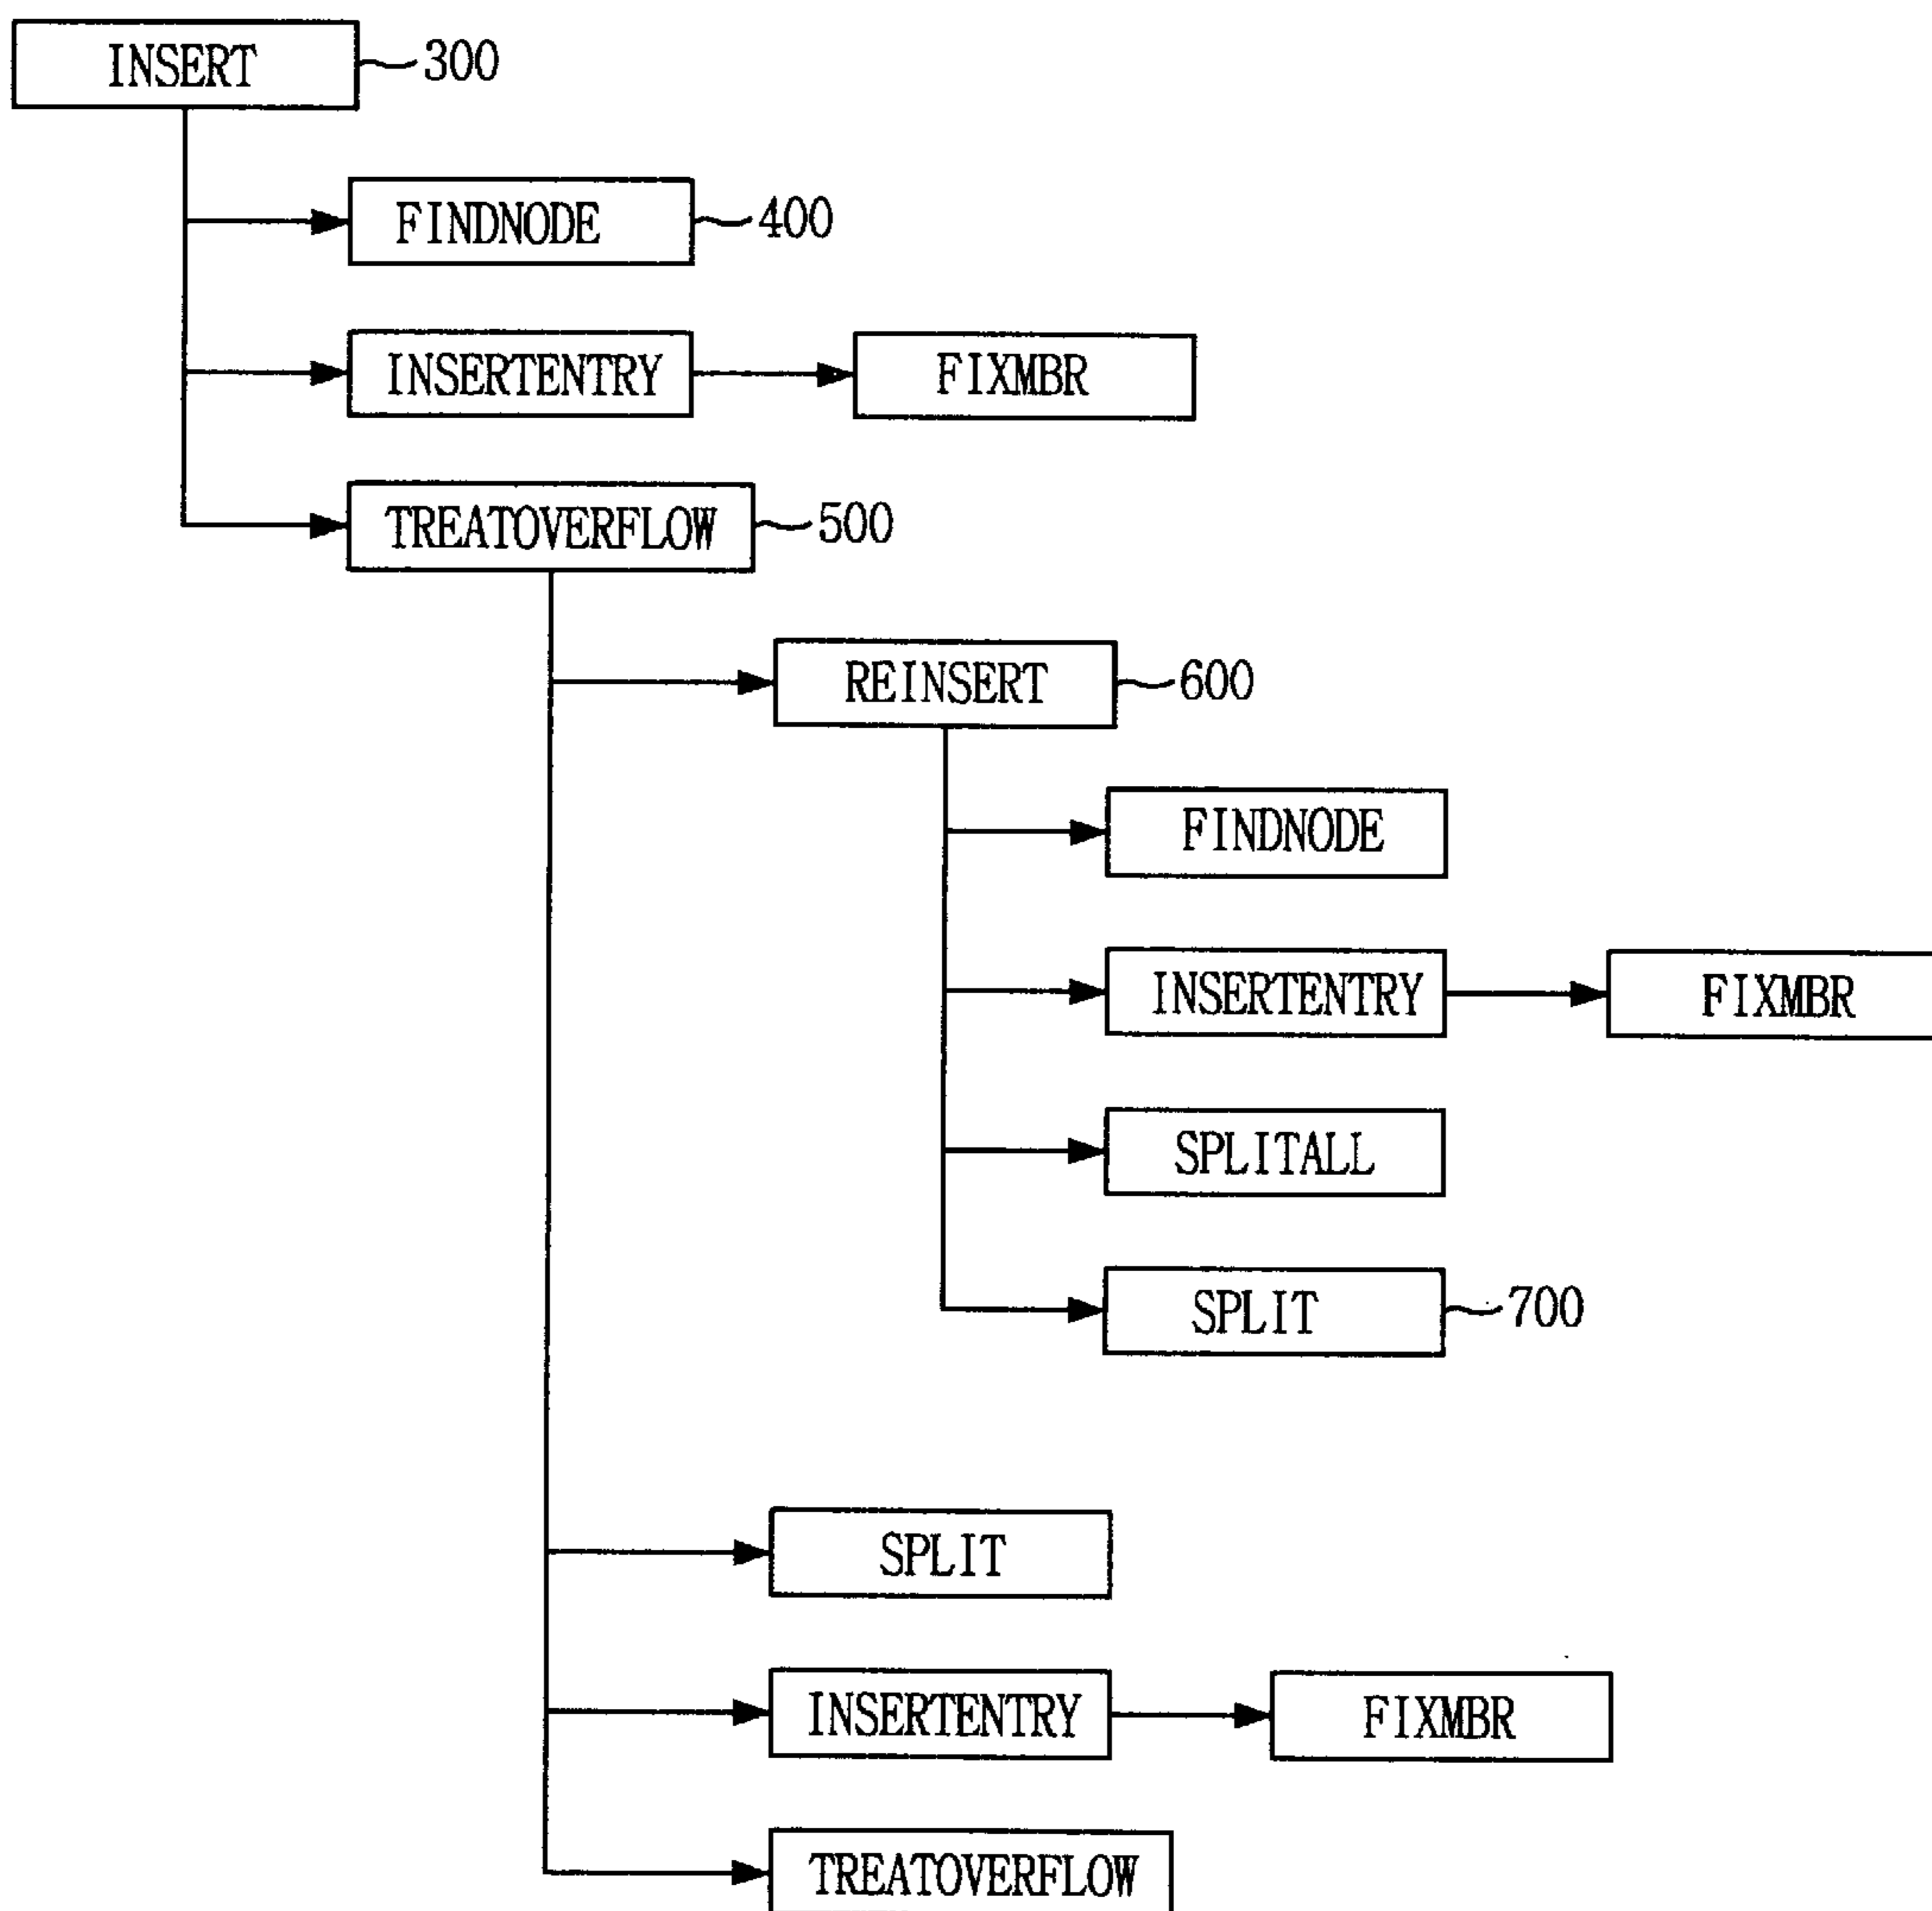 INSERT 300
FINDNODE 400
INSERTENTRY FIXMBR
TREATOVERFLOW 500
REINSERT 600
FINDNODE
INSERTENTRY FIXMBR
SPLITALL
SPLIT 700
SPLIT
INSERTENTRY FIXMBR
TREATOVERFLOW